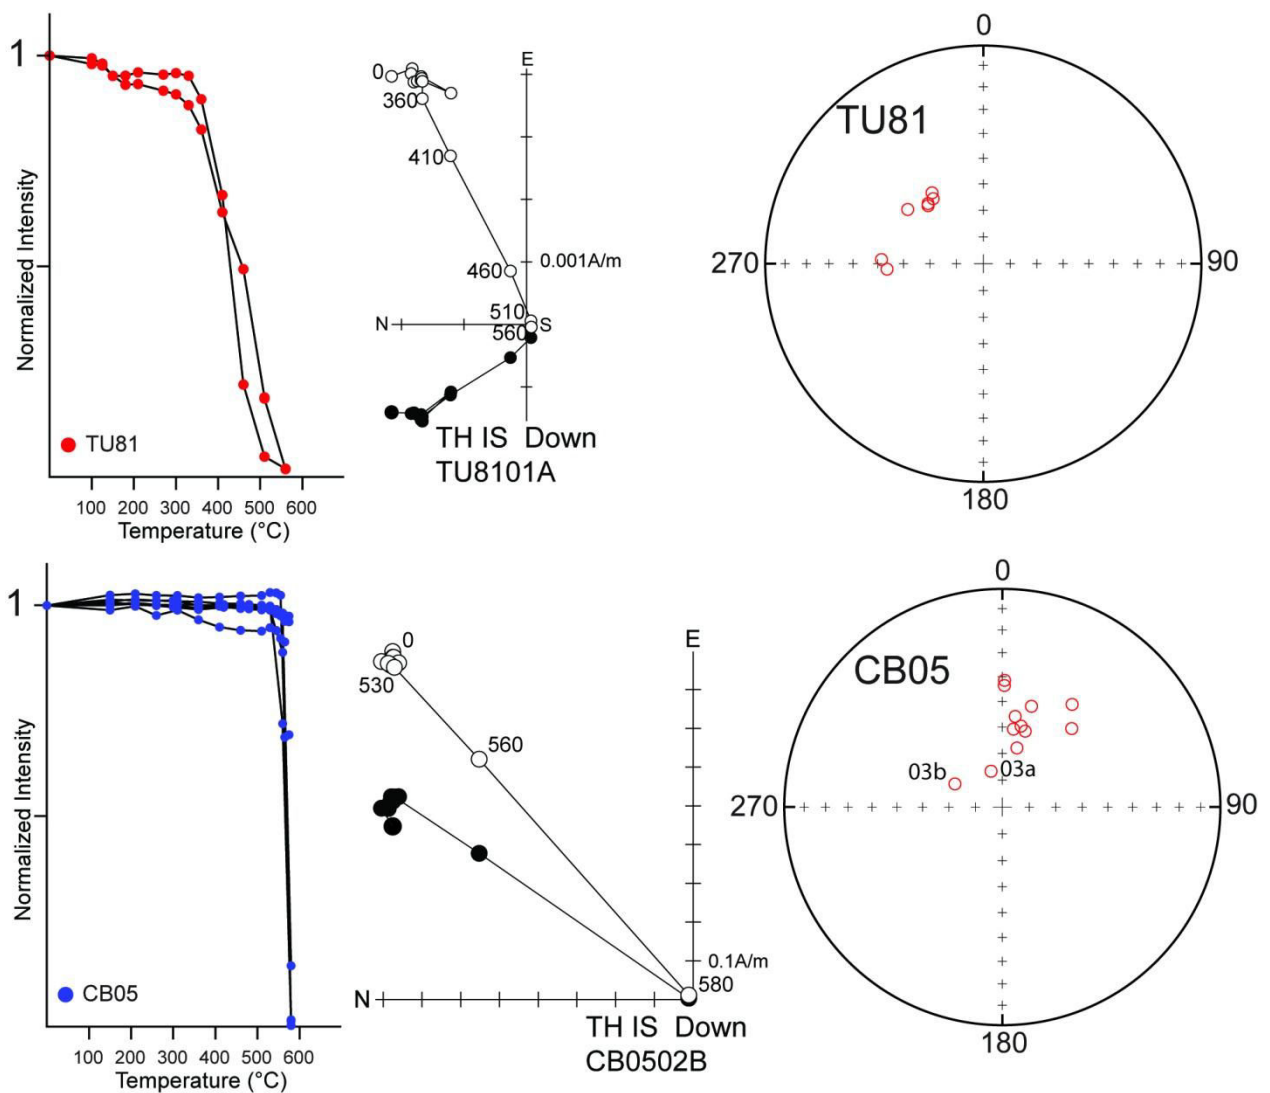 1
Normalized Intensity
TU81
100 200 300 400 500 600
Temperature (°C)
0
360
410
460
510
560
E
0.001A/m
N
S
TH IS Down
TU8101A
0
TU81
270
90
180
1
Normalized Intensity
CB05
100 200 300 400 500 600
Temperature (°C)
0
530
560
E
0.1A/m
580
N
TH IS Down
CB0502B
0
CB05
03b
03a
270
90
180